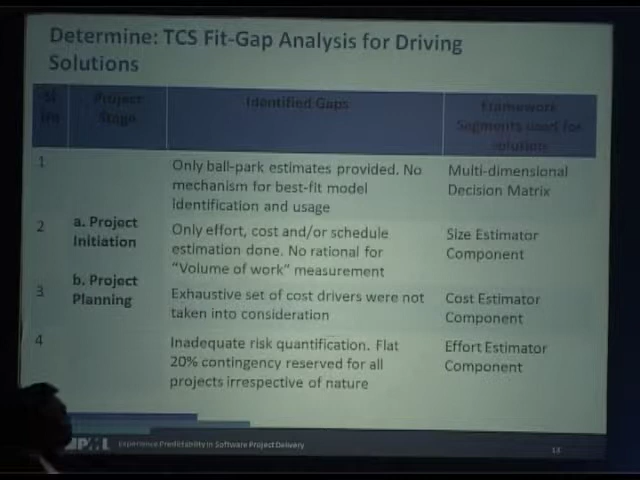 Determine: TCS Fit-Gap Analysis for Driving
Solutions
Sl
No
Project
Stage
Identified Gaps
Framework
Segments used for
solution
1
Only ball-park estimates provided. No
mechanism for best-fit model
identification and usage
Multi-dimensional
Decision Matrix
a. Project
Initiation
b. Project
Planning
2
Only effort, cost and/or schedule
estimation done. No rational for
"Volume of work" measurement
Size Estimator
Component
3
Exhaustive set of cost drivers were not
taken into consideration
Cost Estimator
Component
4
Inadequate risk quantification. Flat
20% contingency reserved for all
projects irrespective of nature
Effort Estimator
Component
Experience Predictability in Software Project Delivery
13